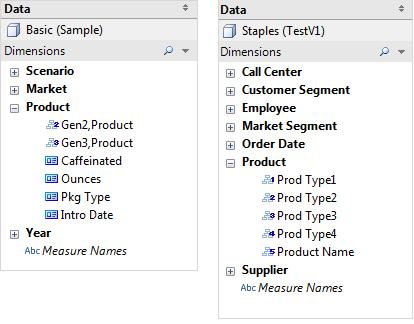 Data
Basic (Sample)
Dimensions
Scenario
Market
Product
Gen2,Product
Gen3,Product
Caffeinated
Ounces
Pkg Type
Intro Date
Year
Abc Measure Names
Data
Staples (TestV1)
Dimensions
Call Center
Customer Segment
Employee
Market Segment
Order Date
Product
Prod Type1
Prod Type2
Prod Type3
Prod Type4
Product Name
Supplier
Abc Measure Names